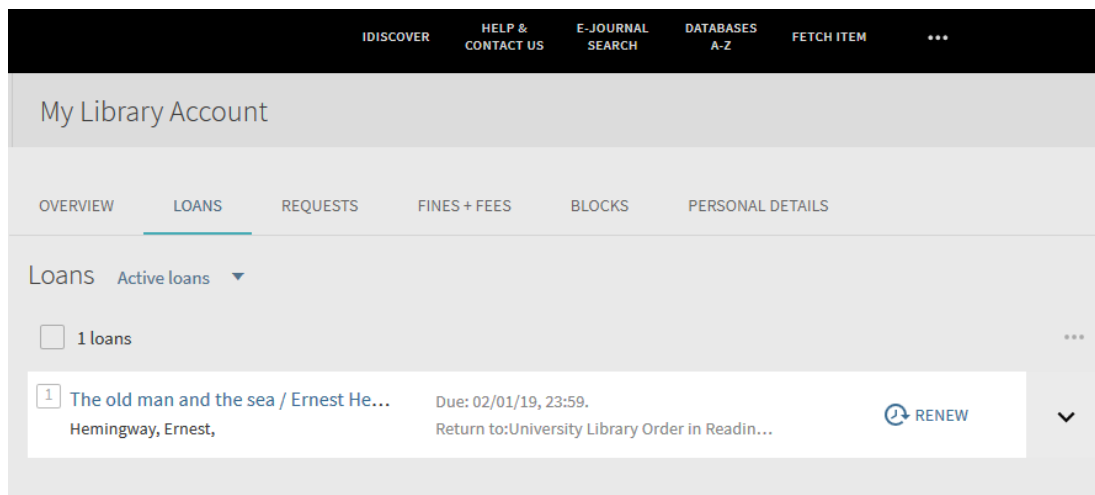 IDISCOVER
HELP &
CONTACT US
E-JOURNAL
SEARCH
DATABASES
A-Z
FETCH ITEM
•••
My Library Account
OVERVIEW LOANS REQUESTS FINES + FEES BLOCKS PERSONAL DETAILS
Loans Active loans
1 loans
1 The old man and the sea / Ernest He...
Hemingway, Ernest,
Due: 02/01/19, 23:59.
Return to:University Library Order in Readin...
RENEW